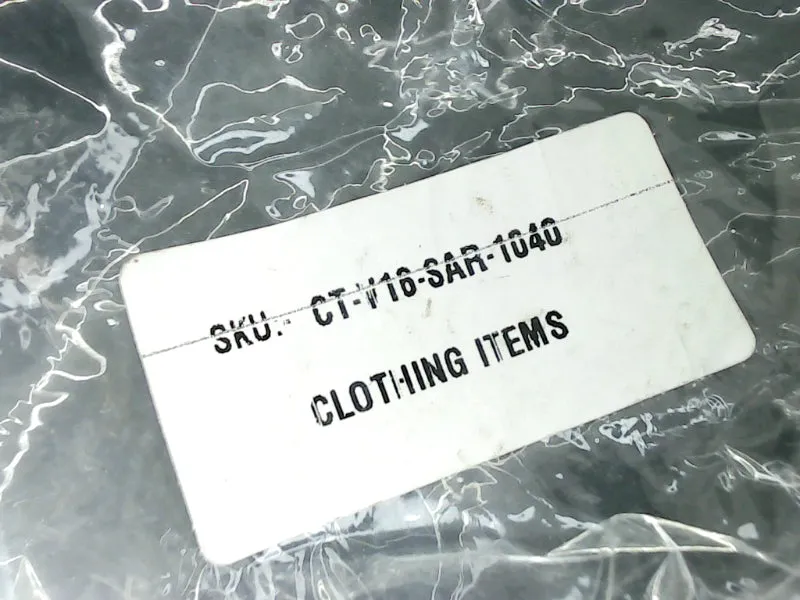 SKU:- CT-V16-SAR-1040
CLOTHING ITEMS